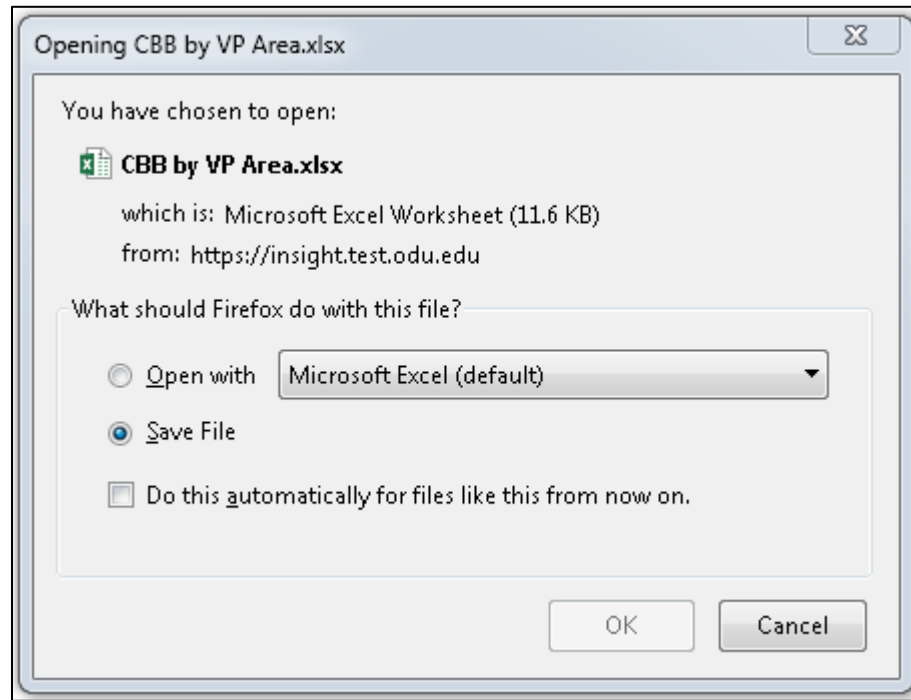 Opening CBB by VP Area.xlsx
You have chosen to open:
CBB by VP Area.xlsx
which is: Microsoft Excel Worksheet (11.6 KB)
from: https://insight.test.odu.edu
What should Firefox do with this file?
Open with Microsoft Excel (default)
Save File
Do this automatically for files like this from now on.
OK Cancel